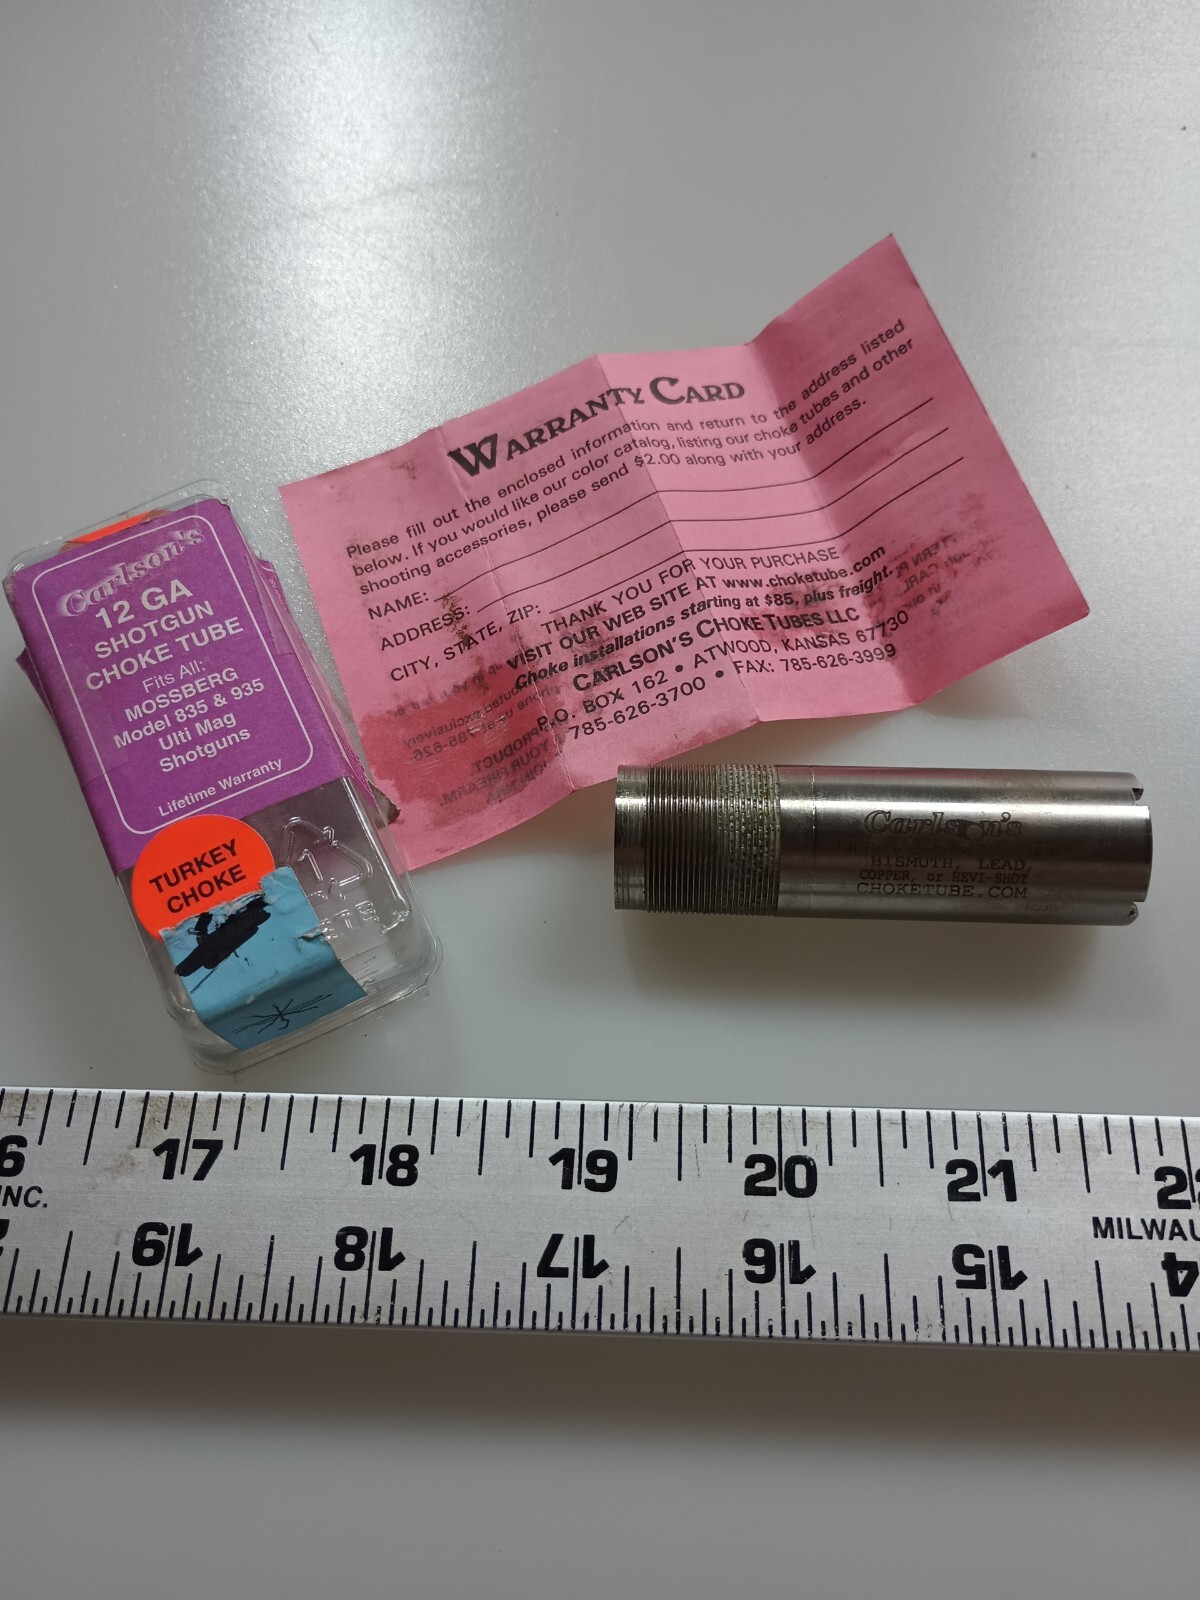 WARRANTY CARD
Please fill out the enclosed information and return to the address listed
below. If you would like our color catalog, listing our choke tubes and other
shooting accessories, please send $2.00 along with your address.
NAME:
ADDRESS:
CITY, STATE, ZIP:
THANK YOU FOR YOUR PURCHASE
VISIT OUR WEB SITE AT www.choketube.com
Choke installations starting at $85, plus freight.
CARLSON'S CHOKE TUBES LLC
P.O. BOX 162 • ATWOOD, KANSAS 67730
785-626-3700 • FAX: 785-626-3999
Carlson's
12 GA
SHOTGUN
CHOKE TUBE
Fits All:
MOSSBERG
Model 835 & 935
Ulti Mag
Shotguns
Lifetime Warranty
TURKEY
CHOKE
Carlson's
BISMUTH, LEAD,
COPPER, or HEVI-SHOT
CHOKETUBE.COM
6 17 18 19 20 21 22
INC.
MILWAU
19 18 17 16 15 14